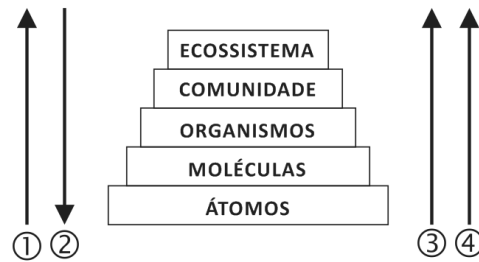 ECOSSISTEMA
COMUNIDADE
ORGANISMOS
MOLÉCULAS
ÁTOMOS
① ② ③ ④